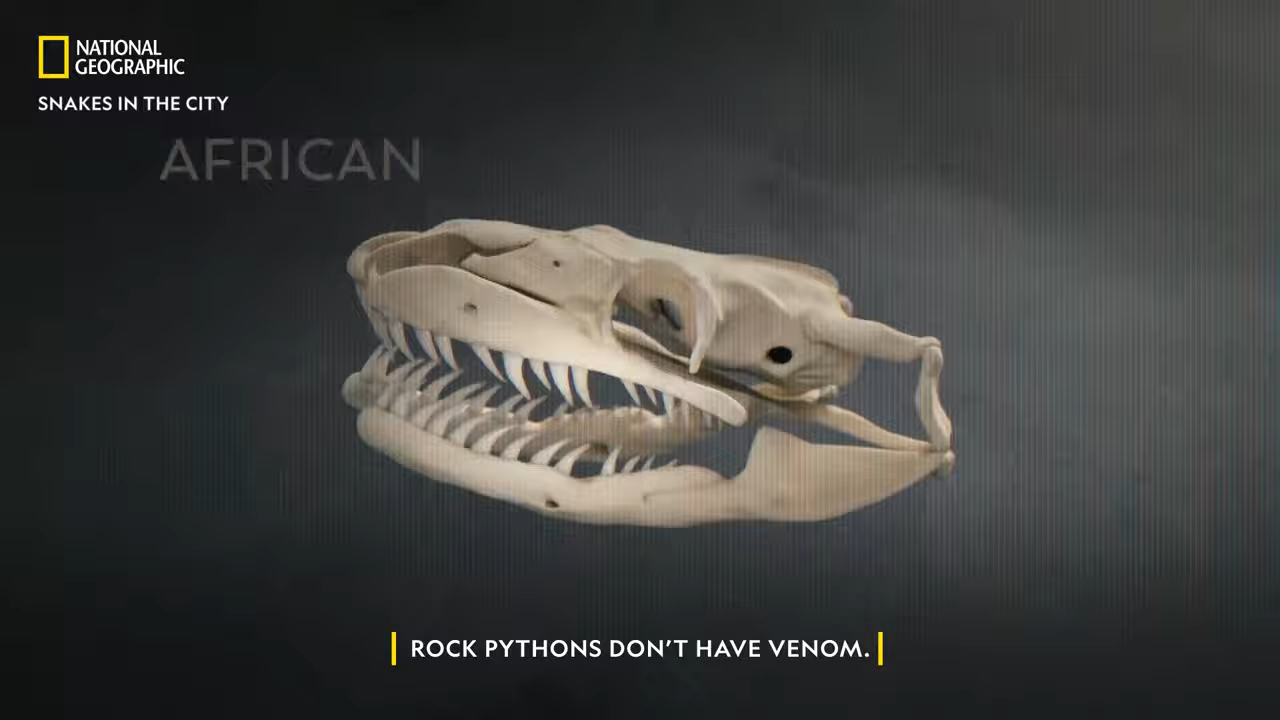 NATIONAL
GEOGRAPHIC
SNAKES IN THE CITY
AFRICAN
ROCK PYTHONS DON'T HAVE VENOM.